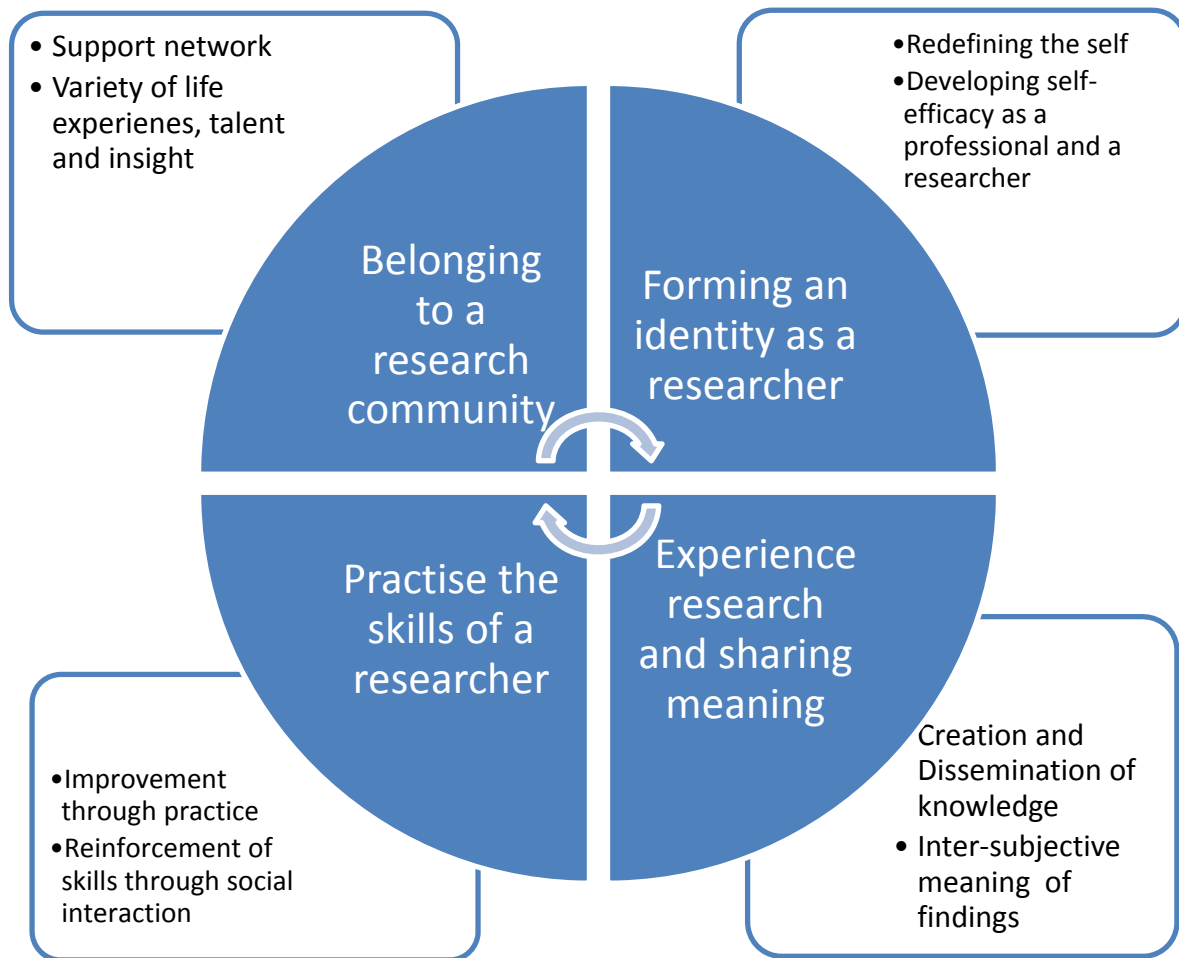 • Support network
• Variety of life
experienes, talent
and insight
•Redefining the self
•Developing self-
efficacy as a
professional and a
researcher
Belonging
to a
research
community
Forming an
identity as a
researcher
Practise the
skills of a
researcher
Experience
research
and sharing
meaning
•Improvement
through practice
•Reinforcement of
skills through social
interaction
Creation and
Dissemination of
knowledge
• Inter-subjective
meaning of
findings